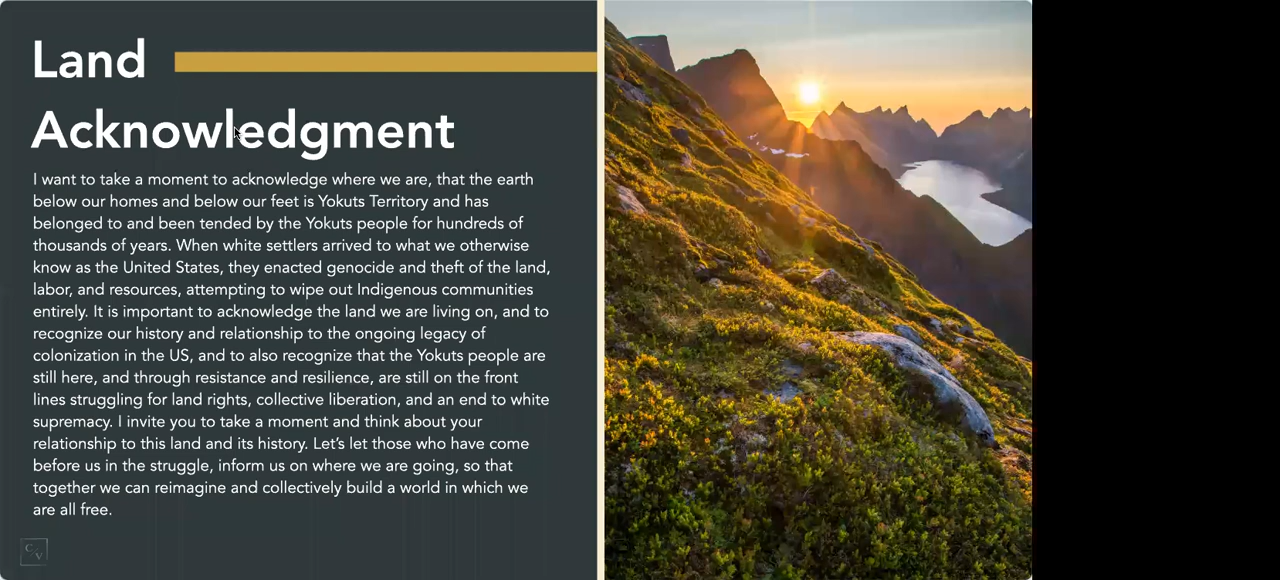 Land
Acknowledgment
I want to take a moment to acknowledge where we are, that the earth
below our homes and below our feet is Yokuts Territory and has
belonged to and been tended by the Yokuts people for hundreds of
thousands of years. When white settlers arrived to what we otherwise
know as the United States, they enacted genocide and theft of the land,
labor, and resources, attempting to wipe out Indigenous communities
entirely. It is important to acknowledge the land we are living on, and to
recognize our history and relationship to the ongoing legacy of
colonization in the US, and to also recognize that the Yokuts people are
still here, and through resistance and resilience, are still on the front
lines struggling for land rights, collective liberation, and an end to white
supremacy. I invite you to take a moment and think about your
relationship to this land and its history. Let’s let those who have come
before us in the struggle, inform us on where we are going, so that
together we can reimagine and collectively build a world in which we
are all free.
C/V